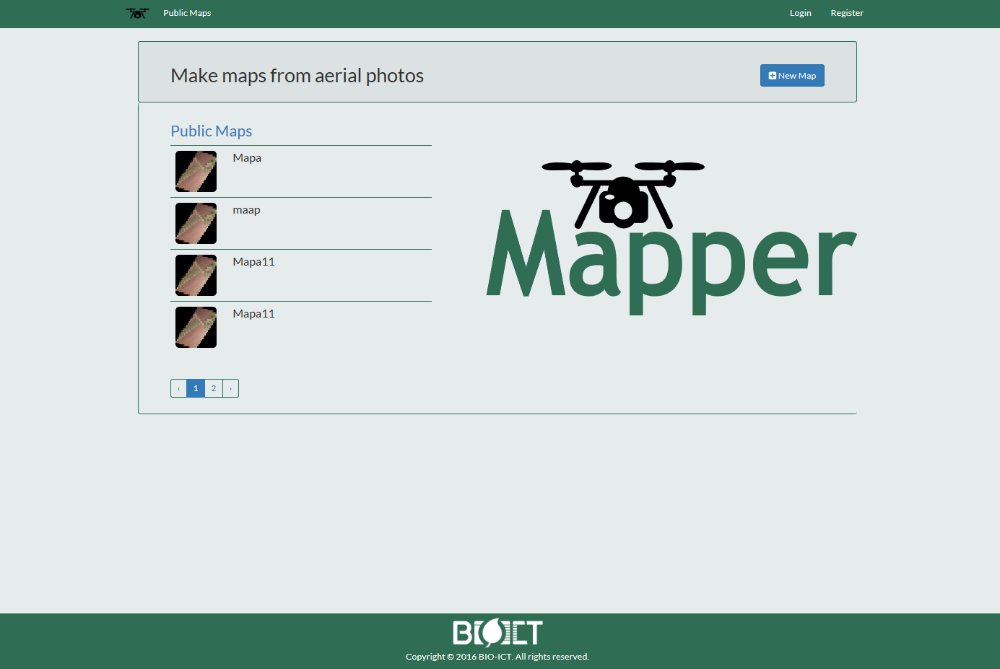 Public Maps
Login
Register
Make maps from aerial photos
New Map
Public Maps
Mapa
maap
Mapa11
Mapa11
Mapper
‹ 1 2 ›
BIOICT
Copyright © 2016 BIO-ICT. All rights reserved.